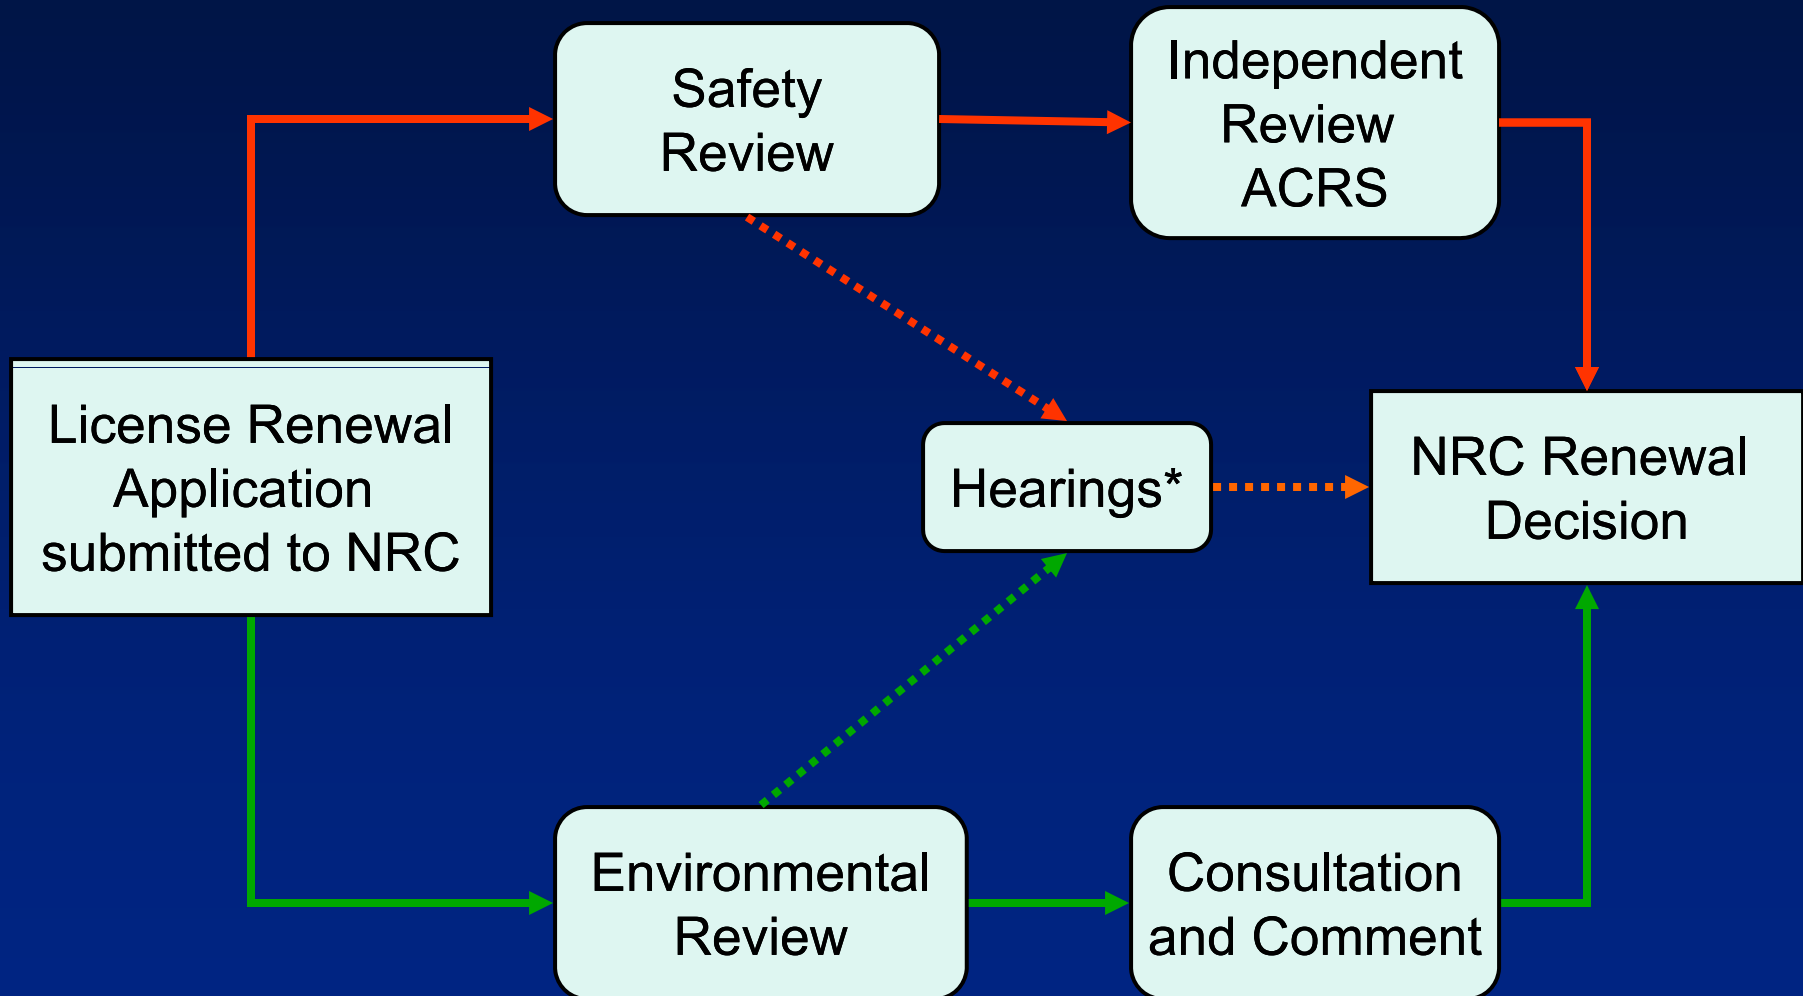 Safety
Review
Independent
Review
ACRS
License Renewal
Application
submitted to NRC
Hearings*
NRC Renewal
Decision
Environmental
Review
Consultation
and Comment